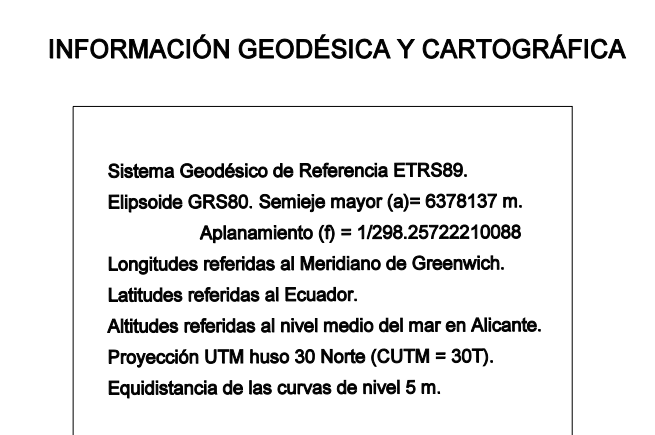 INFORMACIÓN GEODÉSICA Y CARTOGRÁFICA
Sistema Geodésico de Referencia ETRS89.
Elipsoide GRS80. Semieje mayor (a)= 6378137 m.
Aplanamiento (f) = 1/298.25722210088
Longitudes referidas al Meridiano de Greenwich.
Latitudes referidas al Ecuador.
Altitudes referidas al nivel medio del mar en Alicante.
Proyección UTM huso 30 Norte (CUTM = 30T).
Equidistancia de las curvas de nivel 5 m.